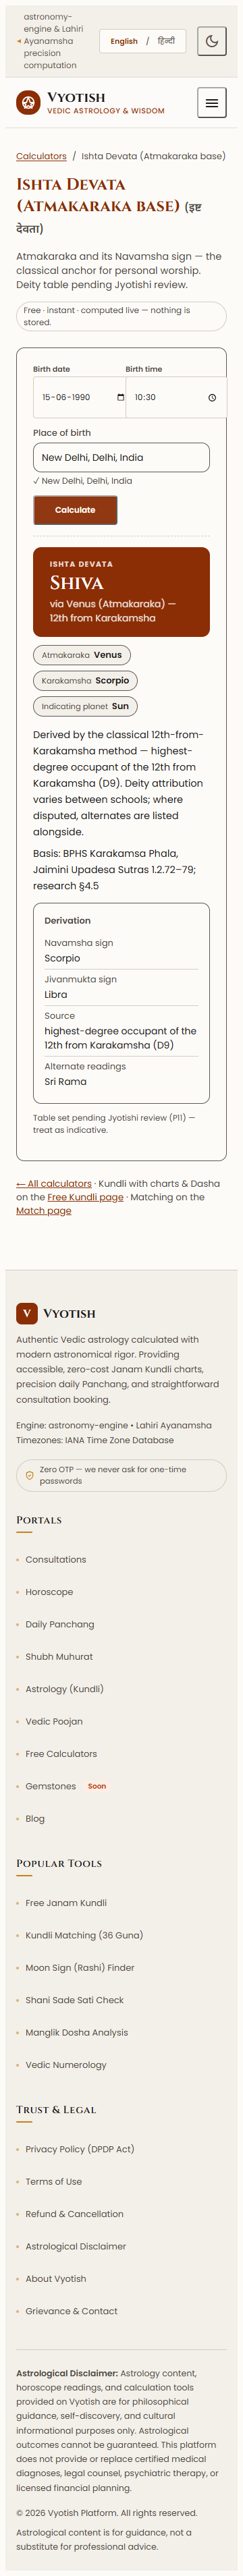 astronomy-
engine & Lahiri
Ayanamsha
precision
computation
English / हिन्दी
VYOTISH
VEDIC ASTROLOGY & WISDOM
Calculators / Ishta Devata (Atmakaraka base)
ISHTA DEVATA
(ATMAKARAKA BASE) (इष्ट
देवता)
Atmakaraka and its Navamsha sign — the
classical anchor for personal worship.
Deity table pending Jyotishi review.
Free · instant · computed live — nothing is
stored.
Birth date Birth time
15-06-1990 10:30
Place of birth
New Delhi, Delhi, India
✓ New Delhi, Delhi, India
Calculate
ISHTA DEVATA
SHIVA
via Venus (Atmakaraka) —
12th from Karakamsha
Atmakaraka Venus
Karakamsha Scorpio
Indicating planet Sun
Derived by the classical 12th-from-
Karakamsha method — highest-
degree occupant of the 12th from
Karakamsha (D9). Deity attribution
varies between schools; where
disputed, alternates are listed
alongside.
Basis: BPHS Karakamsa Phala,
Jaimini Upadesa Sutras 1.2.72–79;
research §4.5
Derivation
Navamsha sign
Scorpio
Jivanmukta sign
Libra
Source
highest-degree occupant of the
12th from Karakamsha (D9)
Alternate readings
Sri Rama
Table set pending Jyotishi review (P11) —
treat as indicative.
← All calculators · Kundli with charts & Dasha
on the Free Kundli page · Matching on the
Match page
V VYOTISH
Authentic Vedic astrology calculated with
modern astronomical rigor. Providing
accessible, zero-cost Janam Kundli charts,
precision daily Panchang, and straightforward
consultation booking.
Engine: astronomy-engine • Lahiri Ayanamsha
Timezones: IANA Time Zone Database
Zero OTP — we never ask for one-time
passwords
PORTALS
Consultations
Horoscope
Daily Panchang
Shubh Muhurat
Astrology (Kundli)
Vedic Poojan
Free Calculators
Gemstones Soon
Blog
POPULAR TOOLS
Free Janam Kundli
Kundli Matching (36 Guna)
Moon Sign (Rashi) Finder
Shani Sade Sati Check
Manglik Dosha Analysis
Vedic Numerology
TRUST & LEGAL
Privacy Policy (DPDP Act)
Terms of Use
Refund & Cancellation
Astrological Disclaimer
About Vyotish
Grievance & Contact
Astrological Disclaimer: Astrology content,
horoscope readings, and calculation tools
provided on Vyotish are for philosophical
guidance, self-discovery, and cultural
informational purposes only. Astrological
outcomes cannot be guaranteed. This platform
does not provide or replace certified medical
diagnoses, legal counsel, psychiatric therapy, or
licensed financial planning.
© 2026 Vyotish Platform. All rights reserved.
Astrological content is for guidance, not a
substitute for professional advice.